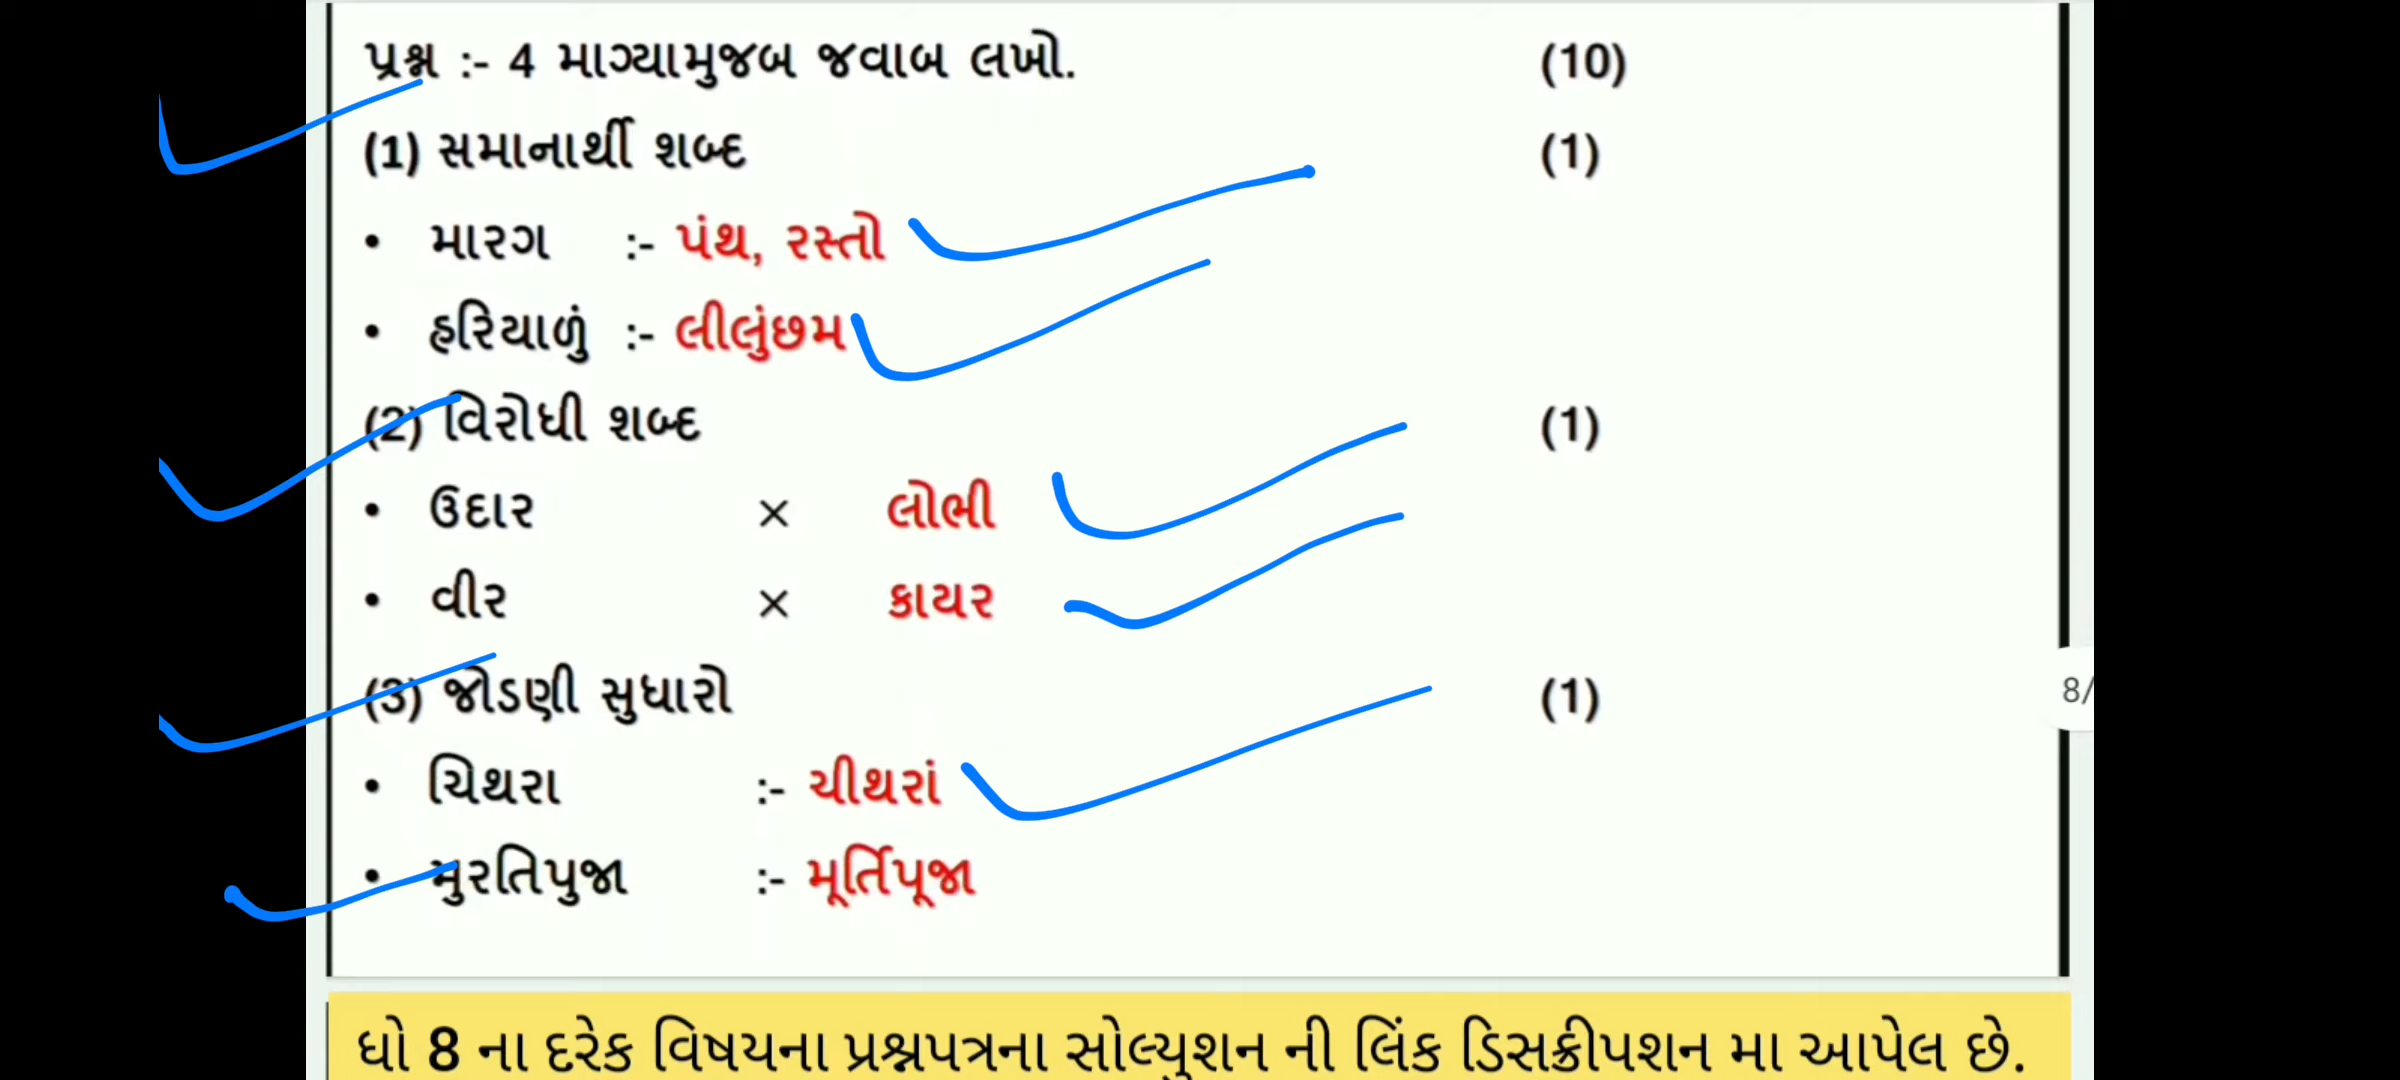 પ્રશ્ન :- 4 માગ્યામુજબ જવાબ લખો. (10)
(1) સમાનાર્થી શબ્દ (1)
• મારગ :- પંથ, રસ્તો
• હરિયાળું :- લીલુંછમ
(2) વિરોધી શબ્દ (1)
• ઉદાર × લોભી
• વીર × કાયર
(3) જોડણી સુધારો (1)
• ચિથરા :- ચીથરાં
• મુરતિપુજા :- મૂર્તિપૂજા
8/
ધો 8 ના દરેક વિષયના પ્રશ્નપત્રના સોલ્યુશન ની લિંક ડિસક્રીપશન મા આપેલ છે.